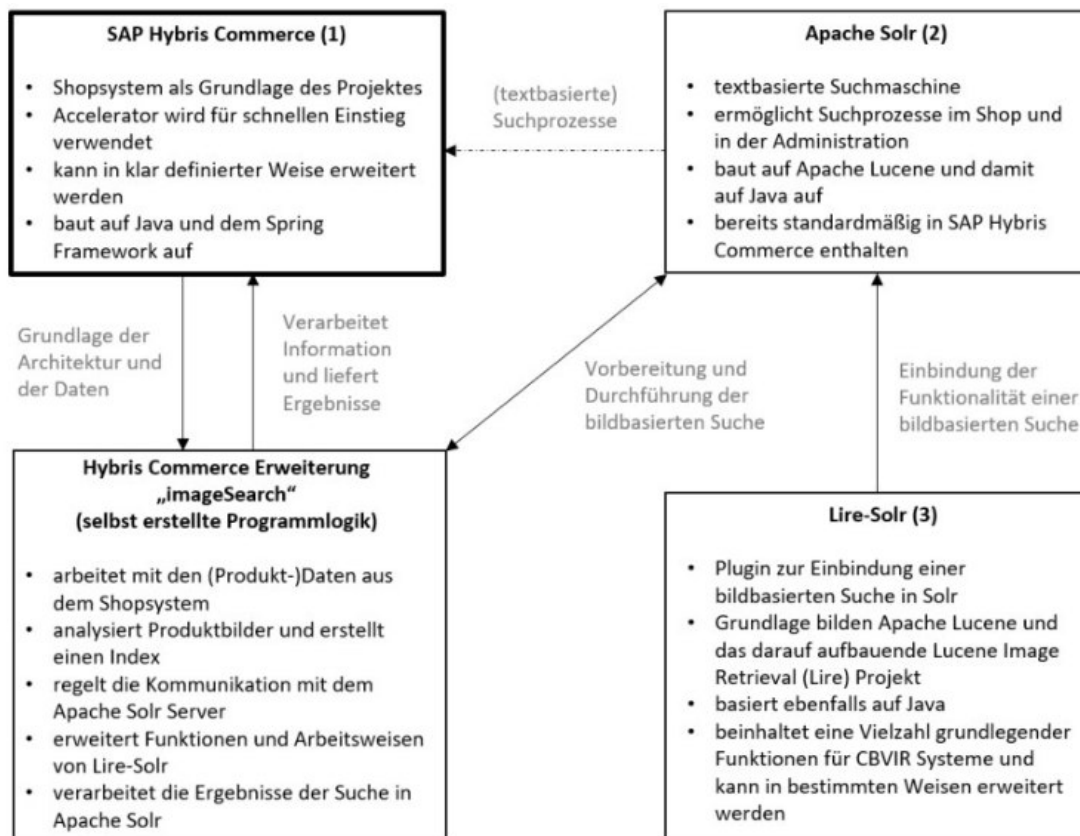 SAP Hybris Commerce (1)
• Shopsystem als Grundlage des Projektes
• Accelerator wird für schnellen Einstieg
verwendet
• kann in klar definierter Weise erweitert
werden
• baut auf Java und dem Spring
Framework auf
(textbasierte)
Suchprozesse
Apache Solr (2)
• textbasierte Suchmaschine
• ermöglicht Suchprozesse im Shop und
in der Administration
• baut auf Apache Lucene und damit
auf Java auf
• bereits standardmäßig in SAP Hybris
Commerce enthalten
Grundlage der
Architektur und
der Daten
Verarbeitet
Information
und liefert
Ergebnisse
Vorbereitung und
Durchführung der
bildbasierten Suche
Einbindung der
Funktionalität einer
bildbasierten Suche
Hybris Commerce Erweiterung
„imageSearch“
(selbst erstellte Programmlogik)
• arbeitet mit den (Produkt-)Daten aus
dem Shopsystem
• analysiert Produktbilder und erstellt
einen Index
• regelt die Kommunikation mit dem
Apache Solr Server
• erweitert Funktionen und Arbeitsweisen
von Lire-Solr
• verarbeitet die Ergebnisse der Suche in
Apache Solr
Lire-Solr (3)
• Plugin zur Einbindung einer
bildbasierten Suche in Solr
• Grundlage bilden Apache Lucene und
das darauf aufbauende Lucene Image
Retrieval (Lire) Projekt
• basiert ebenfalls auf Java
• beinhaltet eine Vielzahl grundlegender
Funktionen für CBVIR Systeme und
kann in bestimmten Weisen erweitert
werden